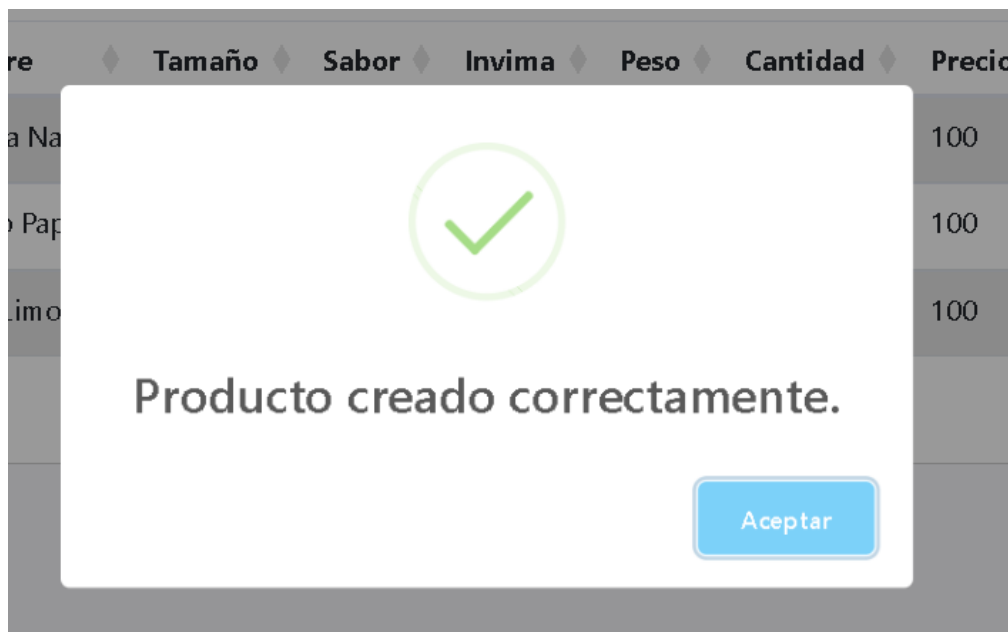 Tamaño Sabor Invima Peso Cantidad
100
100
100
Producto creado correctamente.
Aceptar